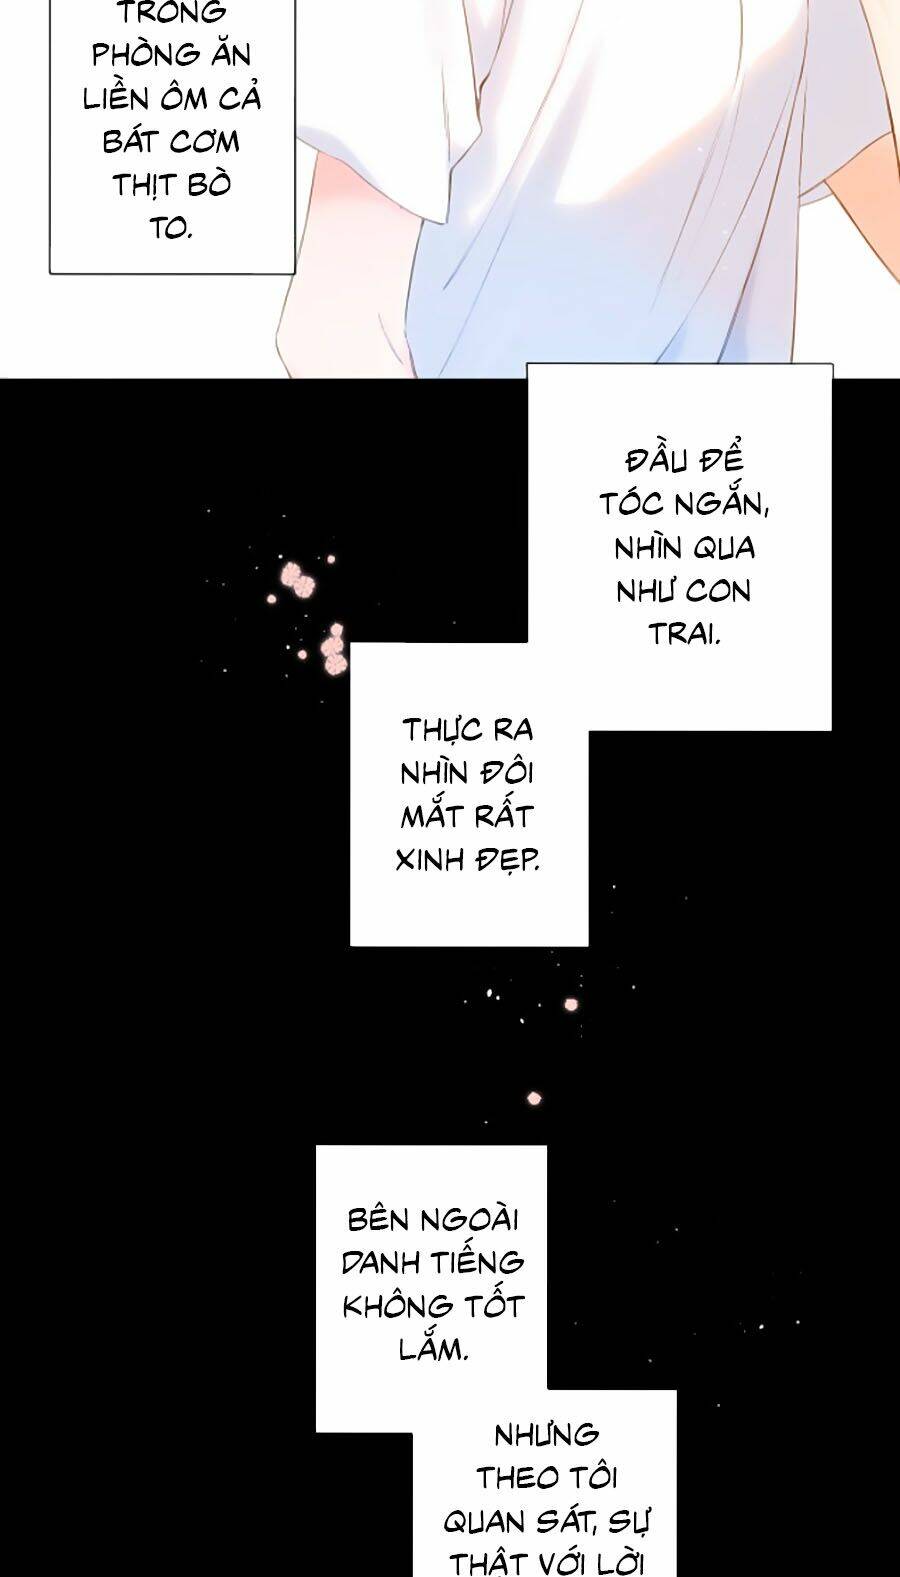 TRONG
PHÒNG ĂN
LIỀN ÔM CẢ
BÁT CƠM
THỊT BÒ
TO.
ĐẦU ĐỂ
TÓC NGẮN,
NHÌN QUA
NHƯ CON
TRAI.
THỰC RA
NHÌN ĐÔI
MẮT RẤT
XINH ĐẸP.
BÊN NGOÀI
DANH TIẾNG
KHÔNG TỐT
LẮM.
NHƯNG
THEO TÔI
QUAN SÁT, SỰ
THẬT VỚI LỜI